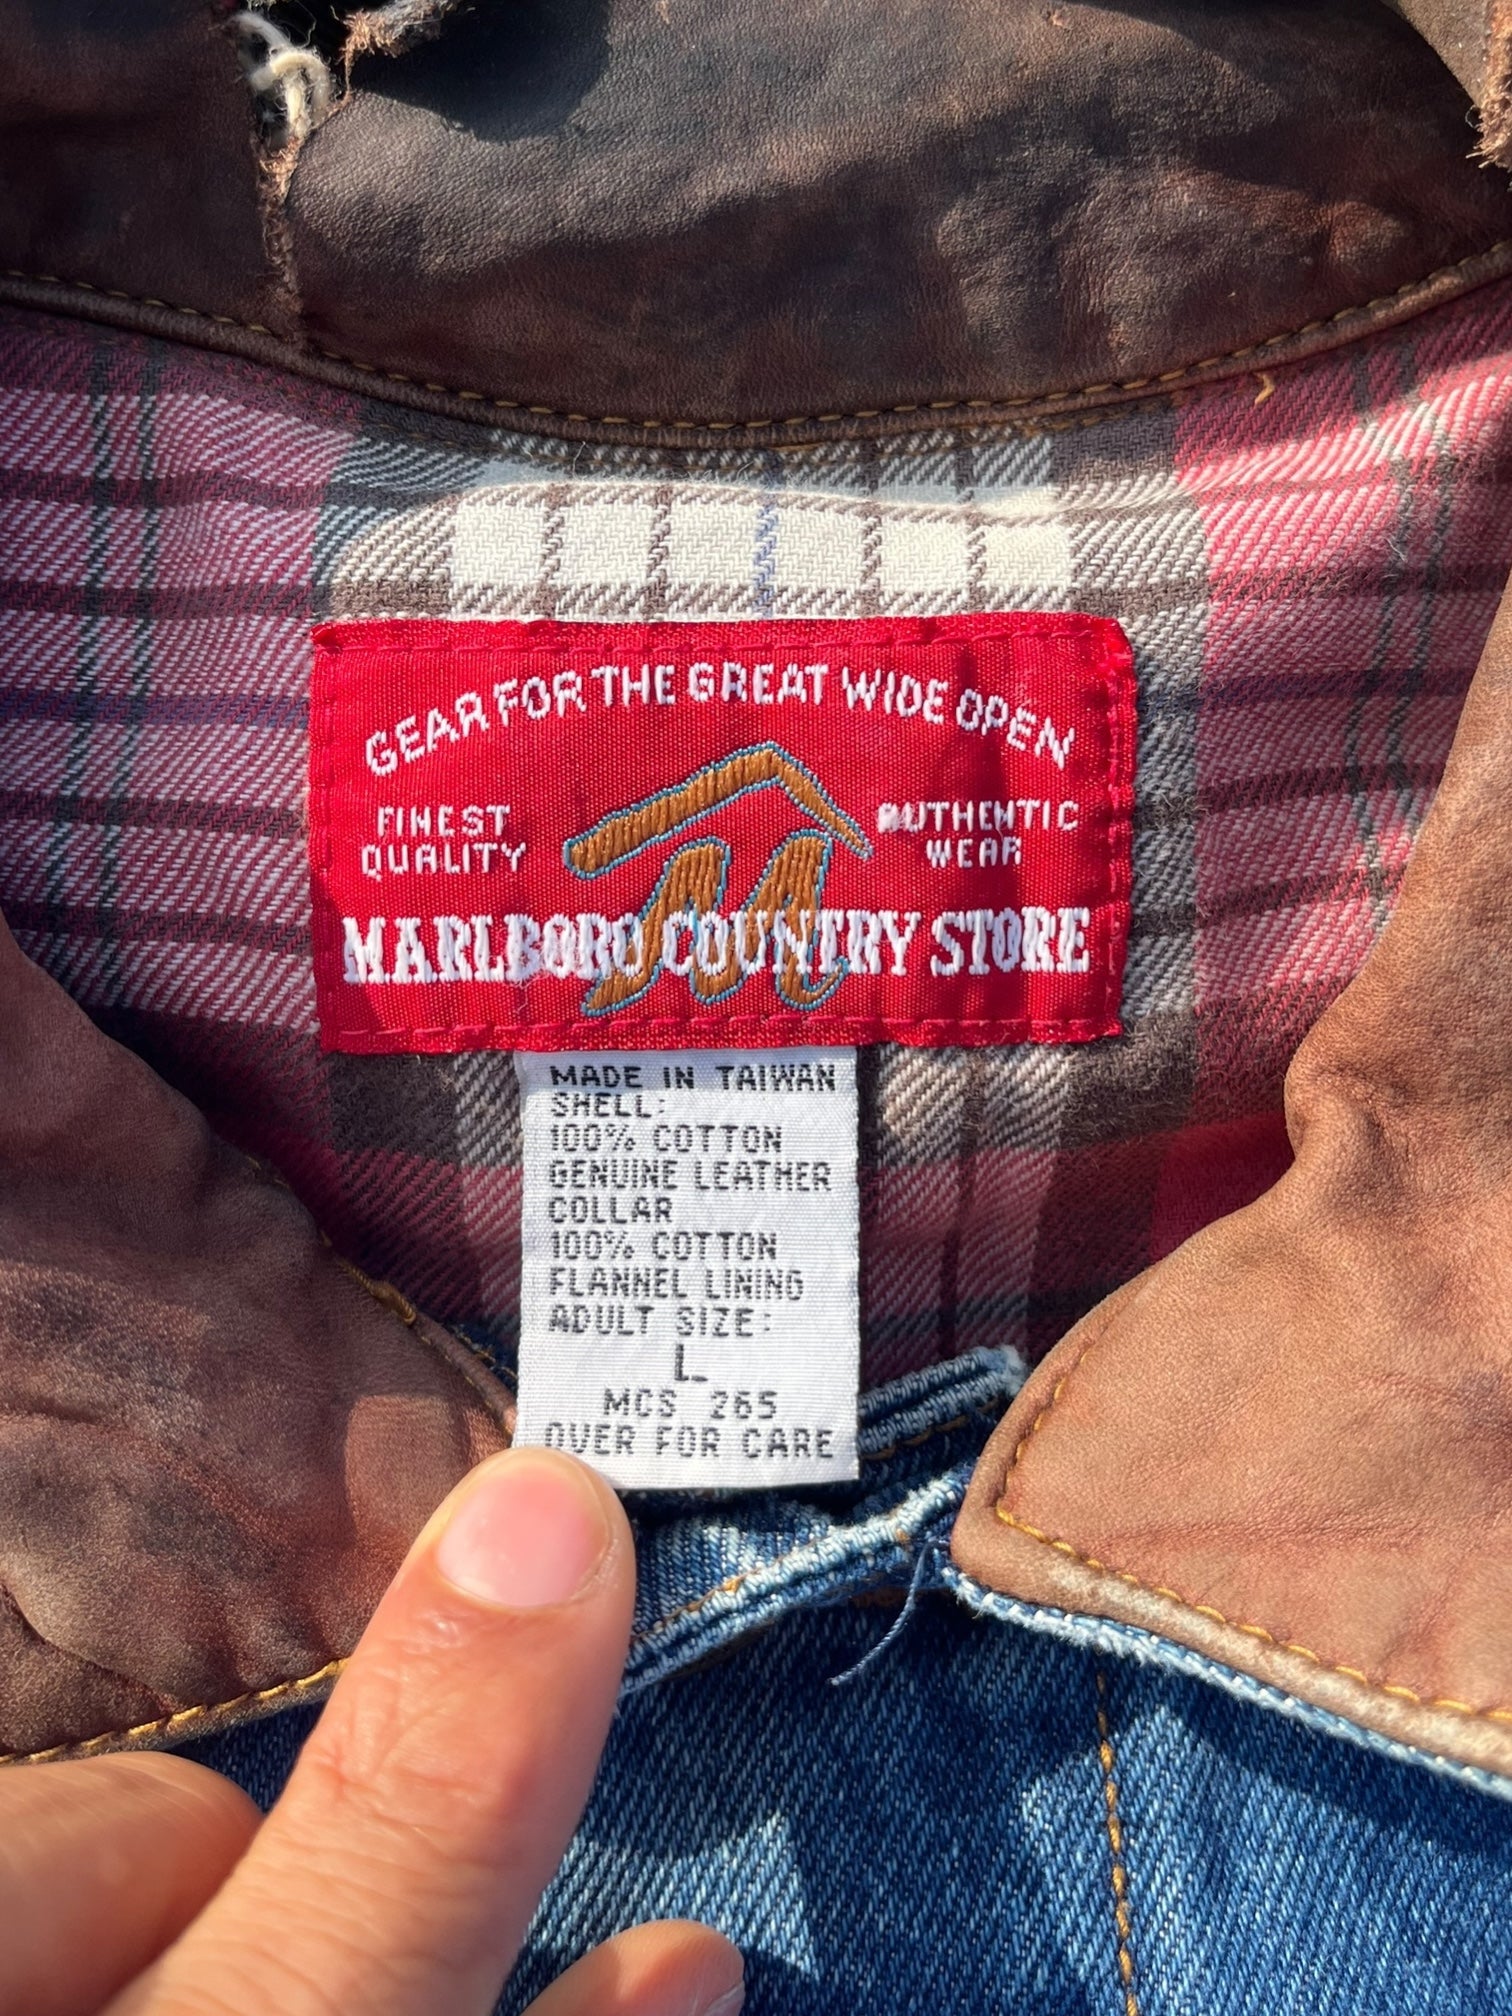 GEAR FOR THE GREAT WIDE OPEN
FINEST QUALITY
AUTHENTIC WEAR
MARLBORO COUNTRY STORE
MADE IN TAIWAN
SHELL:
100% COTTON
GENUINE LEATHER
COLLAR
100% COTTON
FLANNEL LINING
ADULT SIZE:
L
MCS 265
OVER FOR CARE